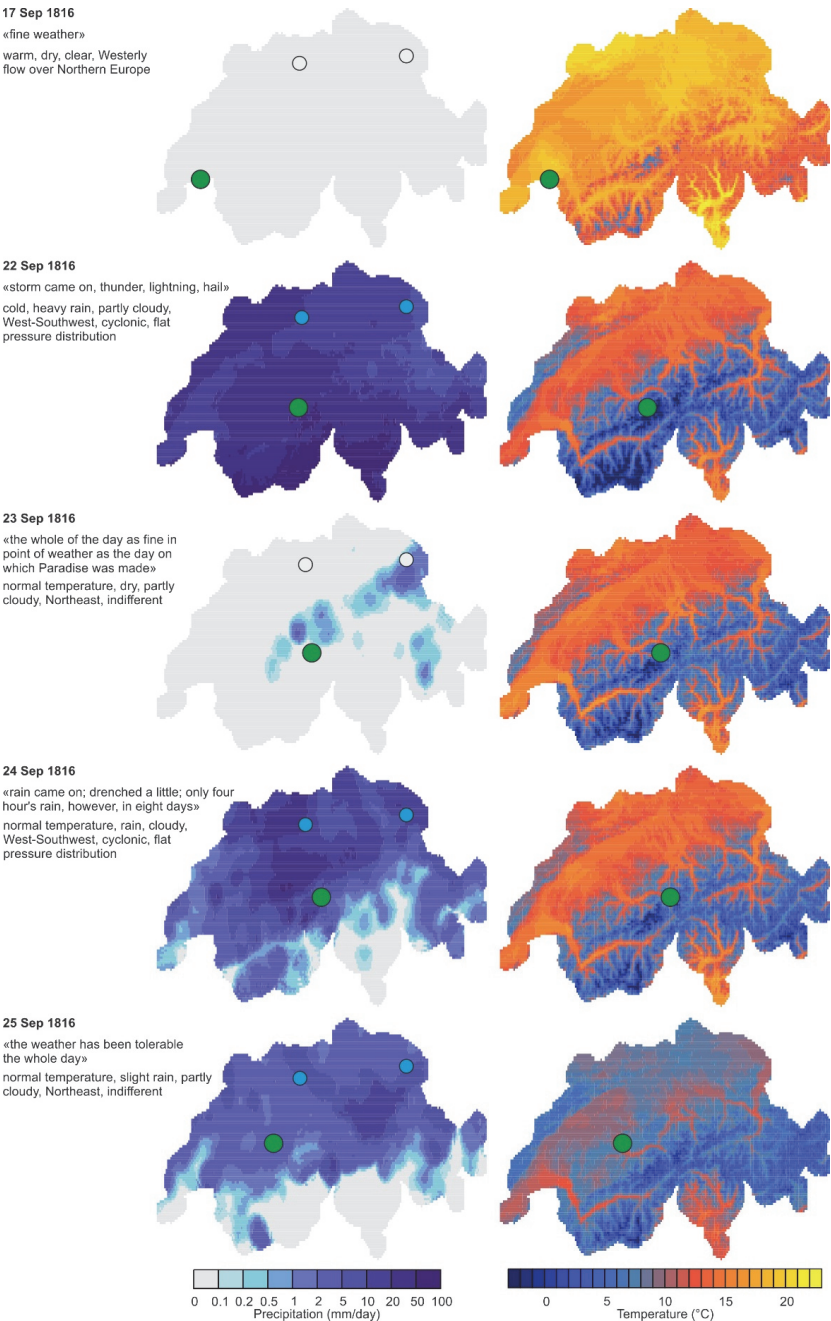 17 Sep 1816
«fine weather»
warm, dry, clear, Westerly
flow over Northern Europe
22 Sep 1816
«storm came on, thunder, lightning, hail»
cold, heavy rain, partly cloudy,
West-Southwest, cyclonic, flat
pressure distribution
23 Sep 1816
«the whole of the day as fine in
point of weather as the day on
which Paradise was made»
normal temperature, dry, partly
cloudy, Northeast, indifferent
24 Sep 1816
«rain came on; drenched a little; only four
hour's rain, however, in eight days»
normal temperature, rain, cloudy,
West-Southwest, cyclonic, flat
pressure distribution
25 Sep 1816
«the weather has been tolerable
the whole day»
normal temperature, slight rain, partly
cloudy, Northeast, indifferent
0 0.1 0.2 0.5 1 2 5 10 20 50 100
Precipitation (mm/day)
0 5 10 15 20
Temperature (°C)